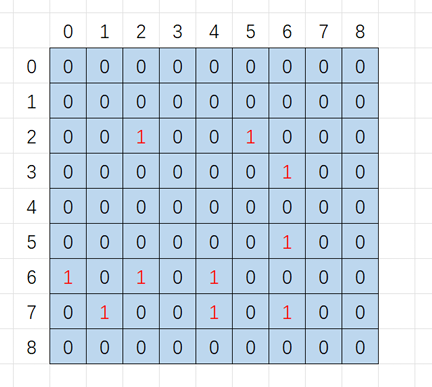 0 1 2 3 4 5 6 7 8
0 0 0 0 0 0 0 0 0 0
1 0 0 0 0 0 0 0 0 0
2 0 0 1 0 0 1 0 0 0
3 0 0 0 0 0 0 1 0 0
4 0 0 0 0 0 0 0 0 0
5 0 0 0 0 0 0 1 0 0
6 1 0 1 0 1 0 0 0 0
7 0 1 0 0 1 0 1 0 0
8 0 0 0 0 0 0 0 0 0